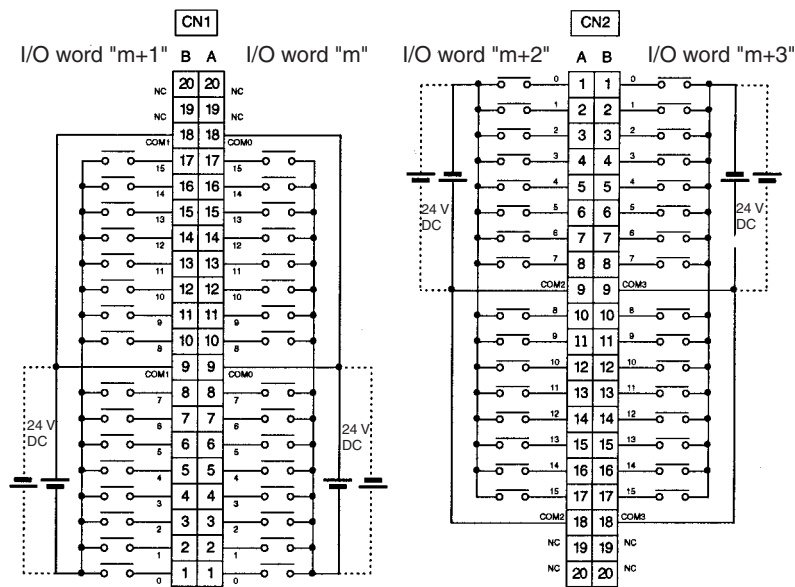 CN1
I/O word "m+1" B A I/O word "m"
NC 20 20 NC
NC 19 19 NC
COM1 18 18 COM0
15 17 17 15
14 16 16 14
13 15 15 13
12 14 14 12
11 13 13 11
10 12 12 10
9 11 11 9
8 10 10 8
COM1 9 9 COM0
7 8 8 7
6 7 7 6
5 6 6 5
4 5 5 4
3 4 4 3
2 3 3 2
1 2 2 1
0 1 1 0
24 V
DC
24 V
DC
CN2
I/O word "m+2" A B I/O word "m+3"
0 1 1 0
1 2 2 1
2 3 3 2
3 4 4 3
4 5 5 4
5 6 6 5
6 7 7 6
7 8 8 7
COM2 9 9 COM3
8 10 10 8
9 11 11 9
10 12 12 10
11 13 13 11
12 14 14 12
13 15 15 13
14 16 16 14
15 17 17 15
COM2 18 18 COM3
NC 19 19 NC
NC 20 20 NC
24 V
DC
24 V
DC